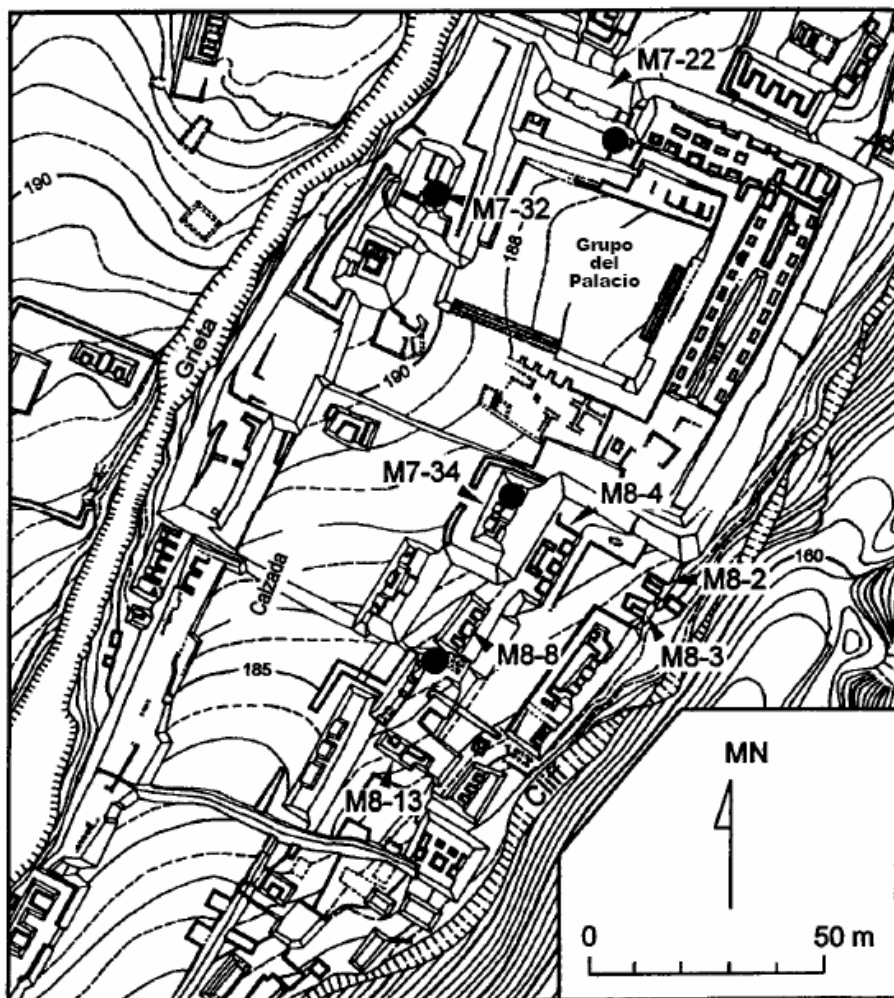 M7-22
190
M7-32
188
Grupo
del
Palacio
Grieta
190
M7-34
M8-4
160
Calzada
M8-2
M8-8
M8-3
185
Cliff
MN
M8-13
0 50 m